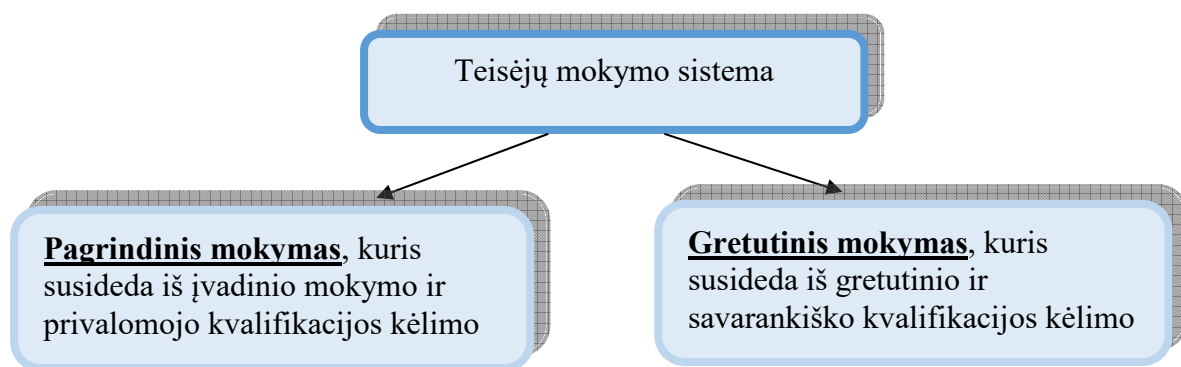 Teisėjų mokymo sistema
Pagrindinis mokymas, kuris
susideda iš įvadinio mokymo ir
privalomojo kvalifikacijos kėlimo
Gretutinis mokymas, kuris
susideda iš gretutinio ir
savarankiško kvalifikacijos kėlimo